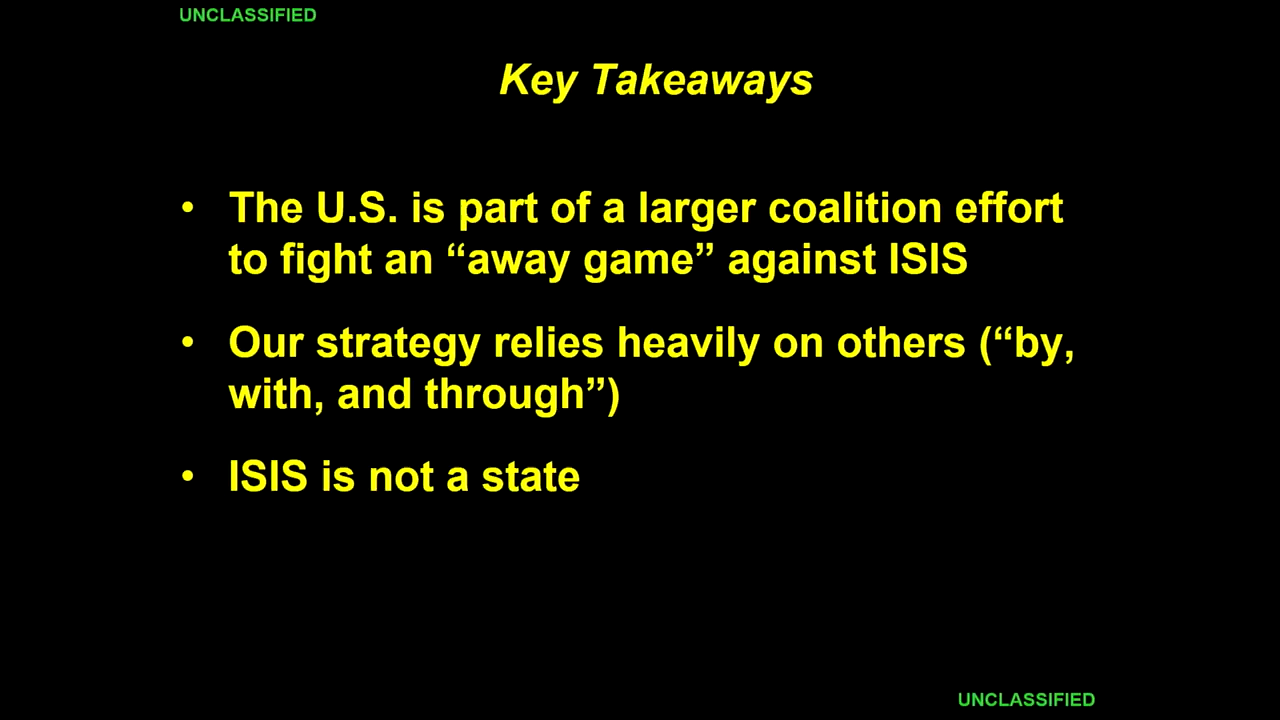 UNCLASSIFIED
Key Takeaways
• The U.S. is part of a larger coalition effort
to fight an “away game” against ISIS
• Our strategy relies heavily on others (“by,
with, and through”)
• ISIS is not a state
UNCLASSIFIED